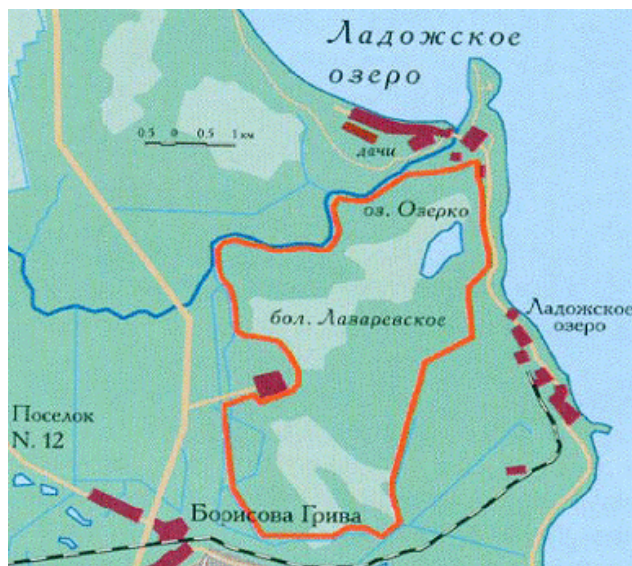 Ладожское
озеро
0.5 0 0.5 1 км
дачи
оз. Озерко
бол. Лазаревское
Ладожское
озеро
Поселок
N. 12
Борисова Грива